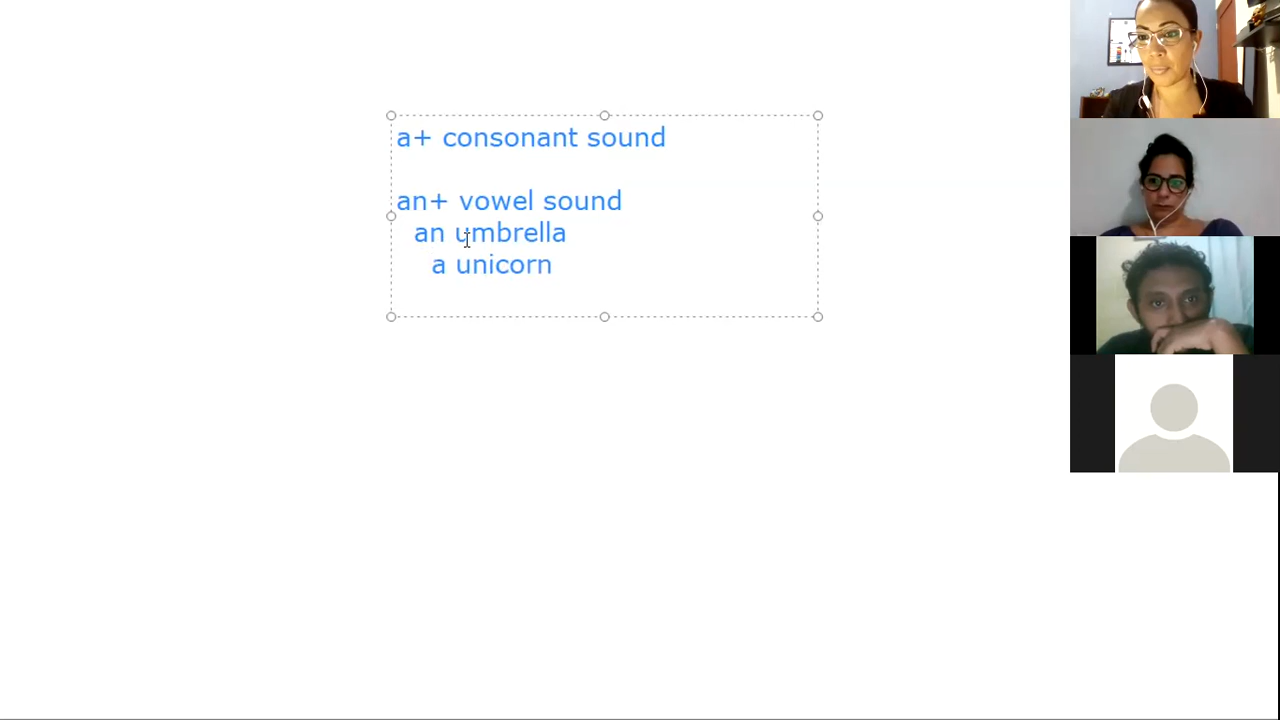 a+ consonant sound
an+ vowel sound
an umbrella
a unicorn